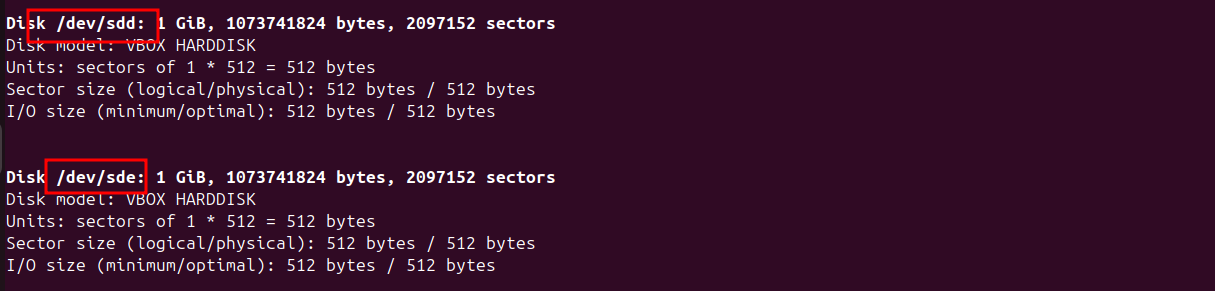 Disk /dev/sdd: 1 GiB, 1073741824 bytes, 2097152 sectors
Disk model: VBOX HARDDISK
Units: sectors of 1 * 512 = 512 bytes
Sector size (logical/physical): 512 bytes / 512 bytes
I/O size (minimum/optimal): 512 bytes / 512 bytes
Disk /dev/sde: 1 GiB, 1073741824 bytes, 2097152 sectors
Disk model: VBOX HARDDISK
Units: sectors of 1 * 512 = 512 bytes
Sector size (logical/physical): 512 bytes / 512 bytes
I/O size (minimum/optimal): 512 bytes / 512 bytes